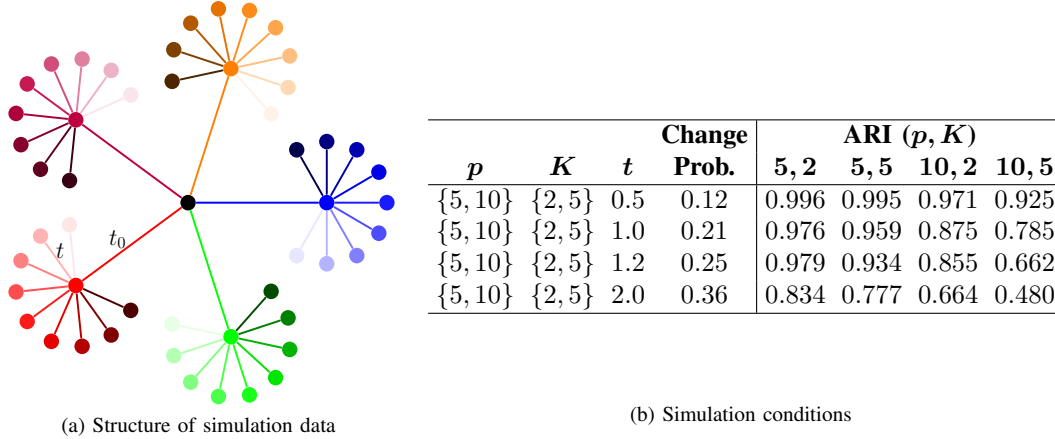 t
t₀
(a) Structure of simulation data
Change ARI (p, K)
p K t Prob. 5, 2 5, 5 10, 2 10, 5
{5, 10} {2, 5} 0.5 0.12 0.996 0.995 0.971 0.925
{5, 10} {2, 5} 1.0 0.21 0.976 0.959 0.875 0.785
{5, 10} {2, 5} 1.2 0.25 0.979 0.934 0.855 0.662
{5, 10} {2, 5} 2.0 0.36 0.834 0.777 0.664 0.480
(b) Simulation conditions